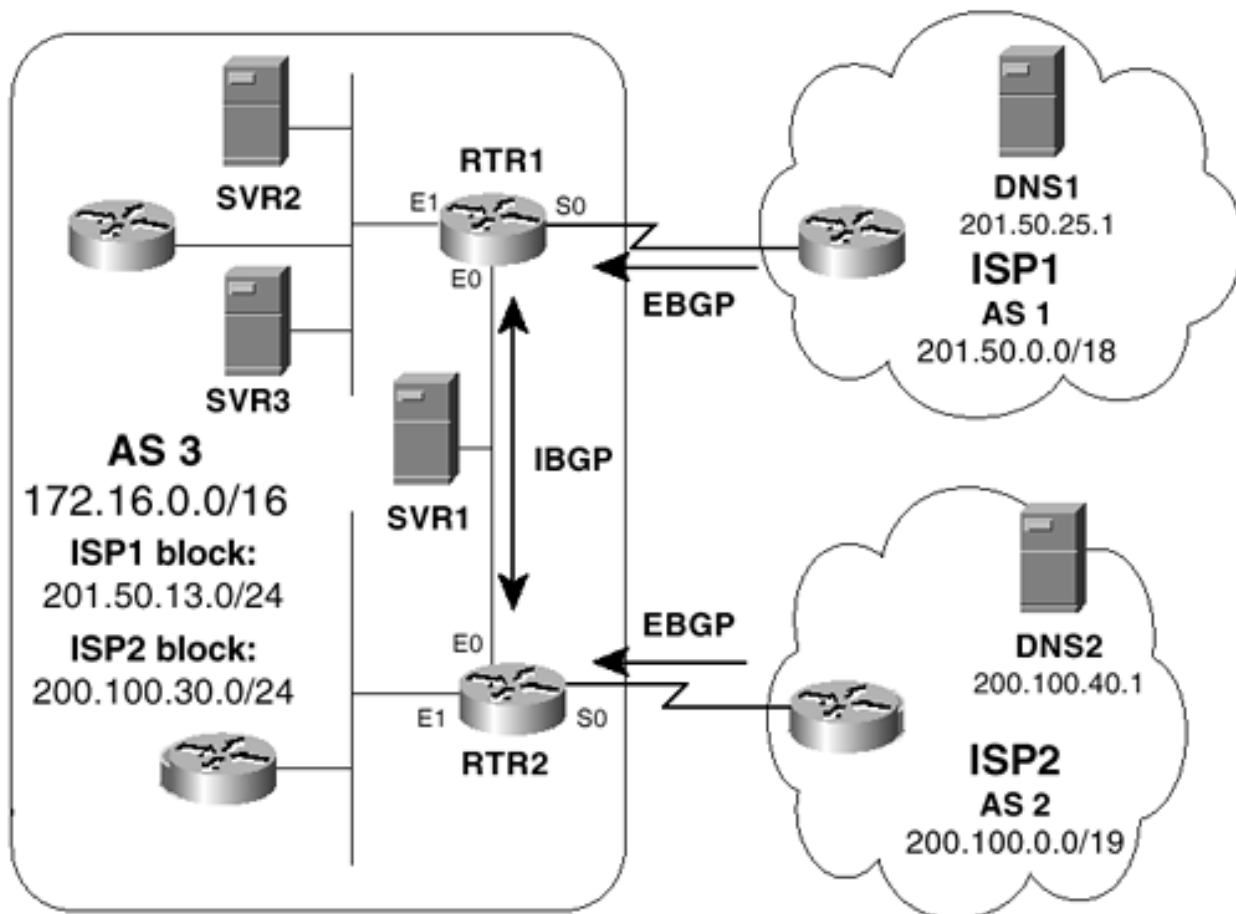 SVR2
RTR1
E1
S0
E0
SVR3
SVR1
AS 3
172.16.0.0/16
ISP1 block:
201.50.13.0/24
ISP2 block:
200.100.30.0/24
IBGP
EBGP
DNS1
201.50.25.1
ISP1
AS 1
201.50.0.0/18
EBGP
E0
E1
S0
RTR2
DNS2
200.100.40.1
ISP2
AS 2
200.100.0.0/19